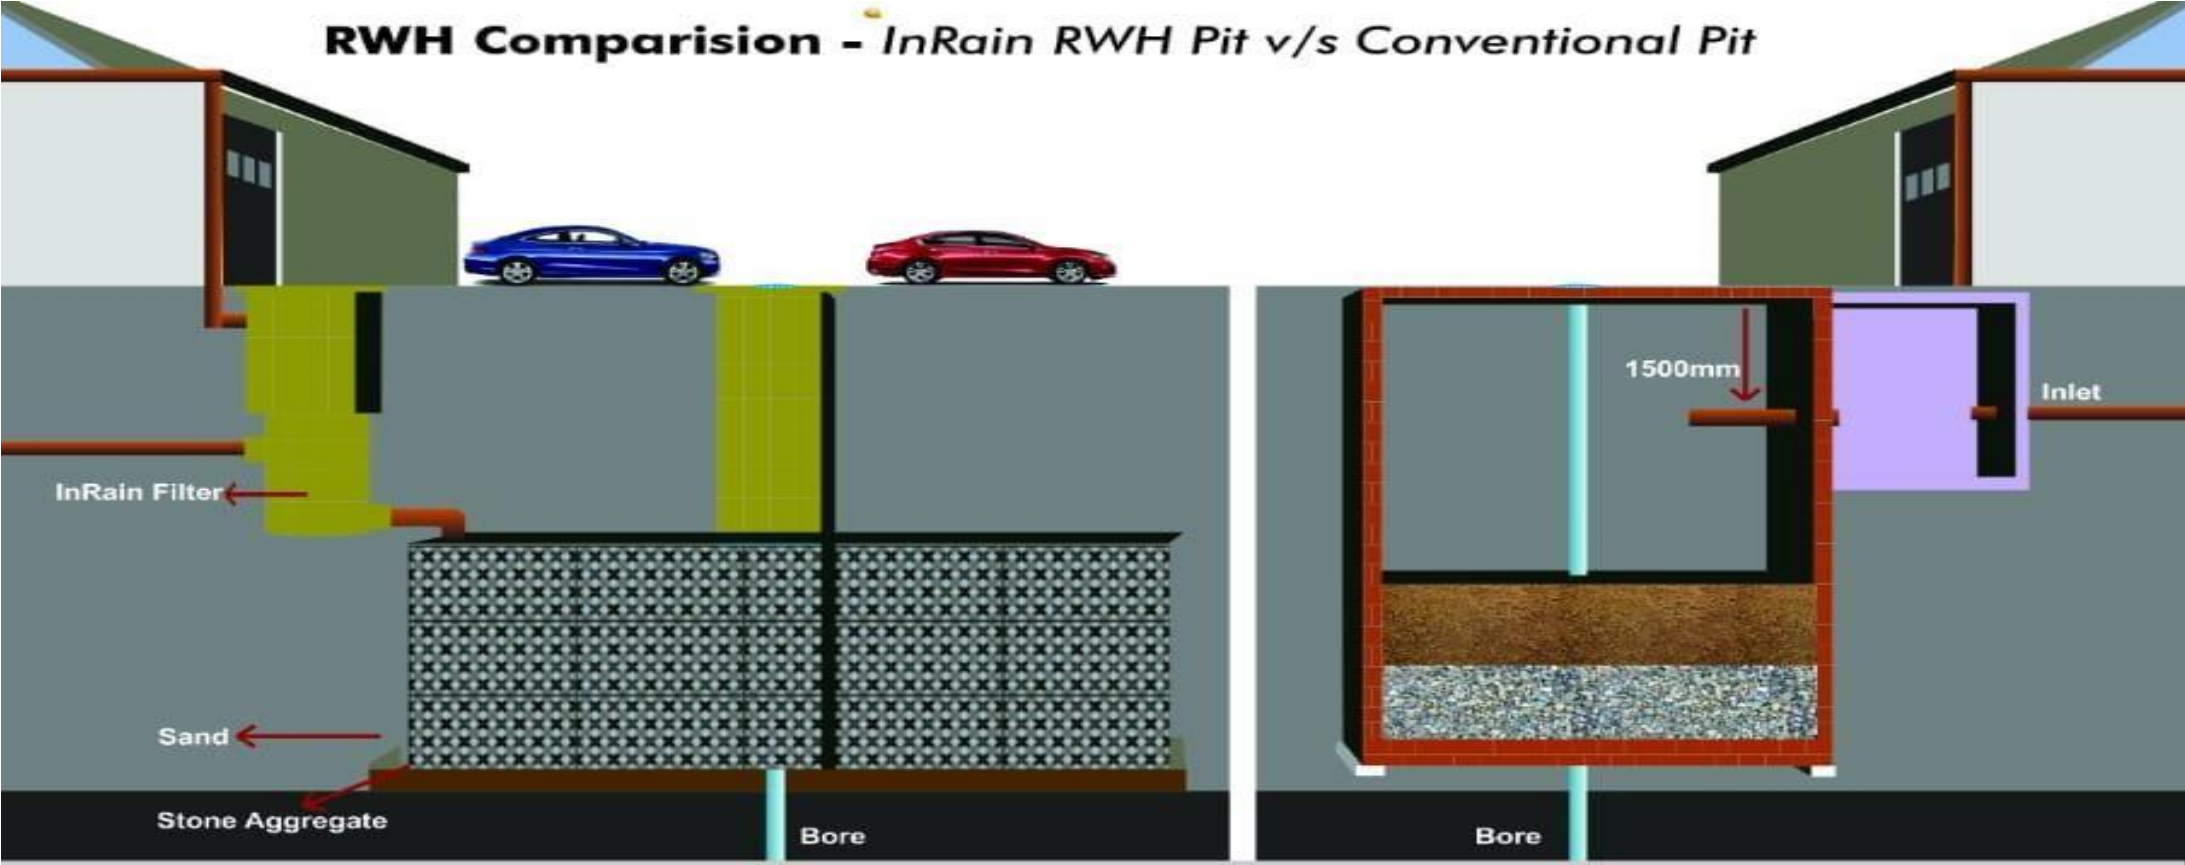 RWH Comparision - InRain RWH Pit v/s Conventional Pit
1500mm
Inlet
InRain Filter
Sand
Stone Aggregate
Bore
Bore